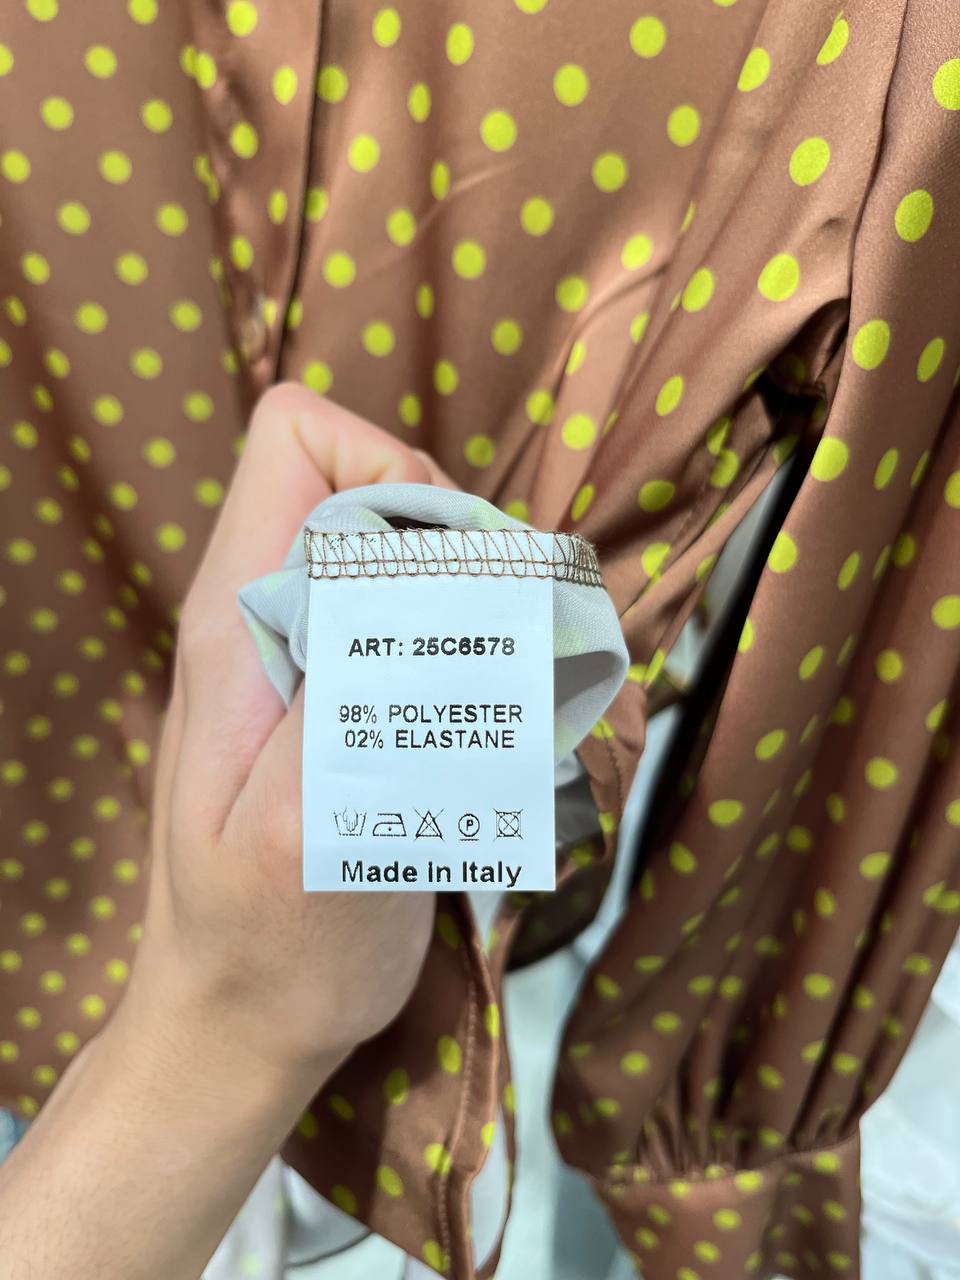 ART: 25C6578
98% POLYESTER
02% ELASTANE
P
Made in Italy